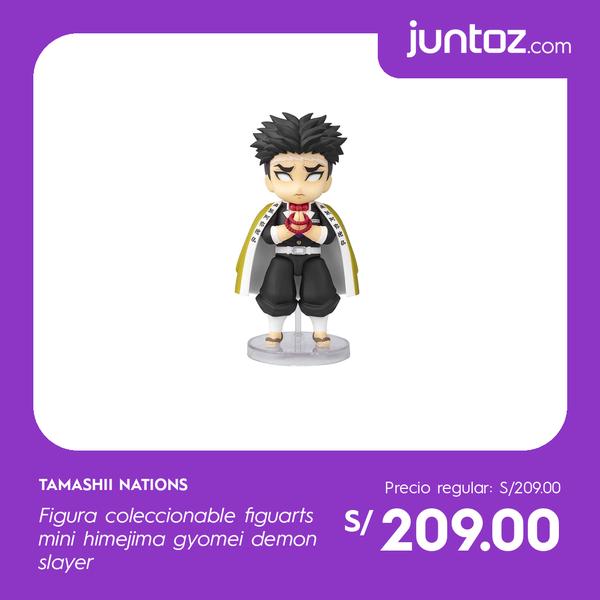 juntoz.com
TAMASHII NATIONS
Figura coleccionable figuarts
mini himejima gyomei demon
slayer
Precio regular: S/209.00
S/ 209.00